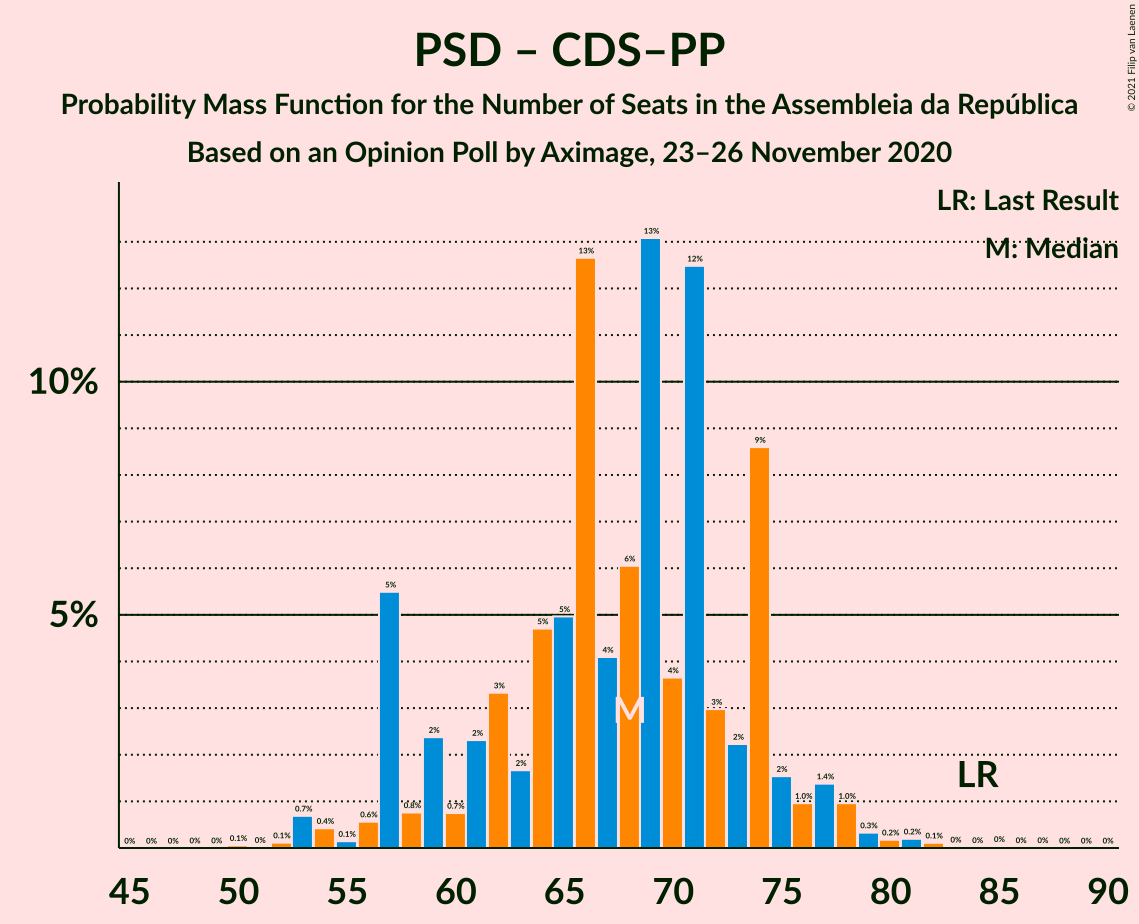 PSD – CDS–PP
Probability Mass Function for the Number of Seats in the Assembleia da República
Based on an Opinion Poll by Aximage, 23–26 November 2020
© 2021 Filip van Laenen
LR: Last Result
M: Median
10%
5%
0% 0% 0% 0% 0% 0.1% 0% 0.1% 0.7% 0.4% 0.1% 0.6% 5% 0.8% 2% 0.7% 2% 3% 2% 5% 5% 13% 4% 6% 13% 4% 12% 3% 2% 9% 2% 1.0% 1.4% 1.0% 0.3% 0.2% 0.2% 0.1% 0% 0% 0% 0% 0% 0% 0% 0%
M
LR
45 50 55 60 65 70 75 80 85 90